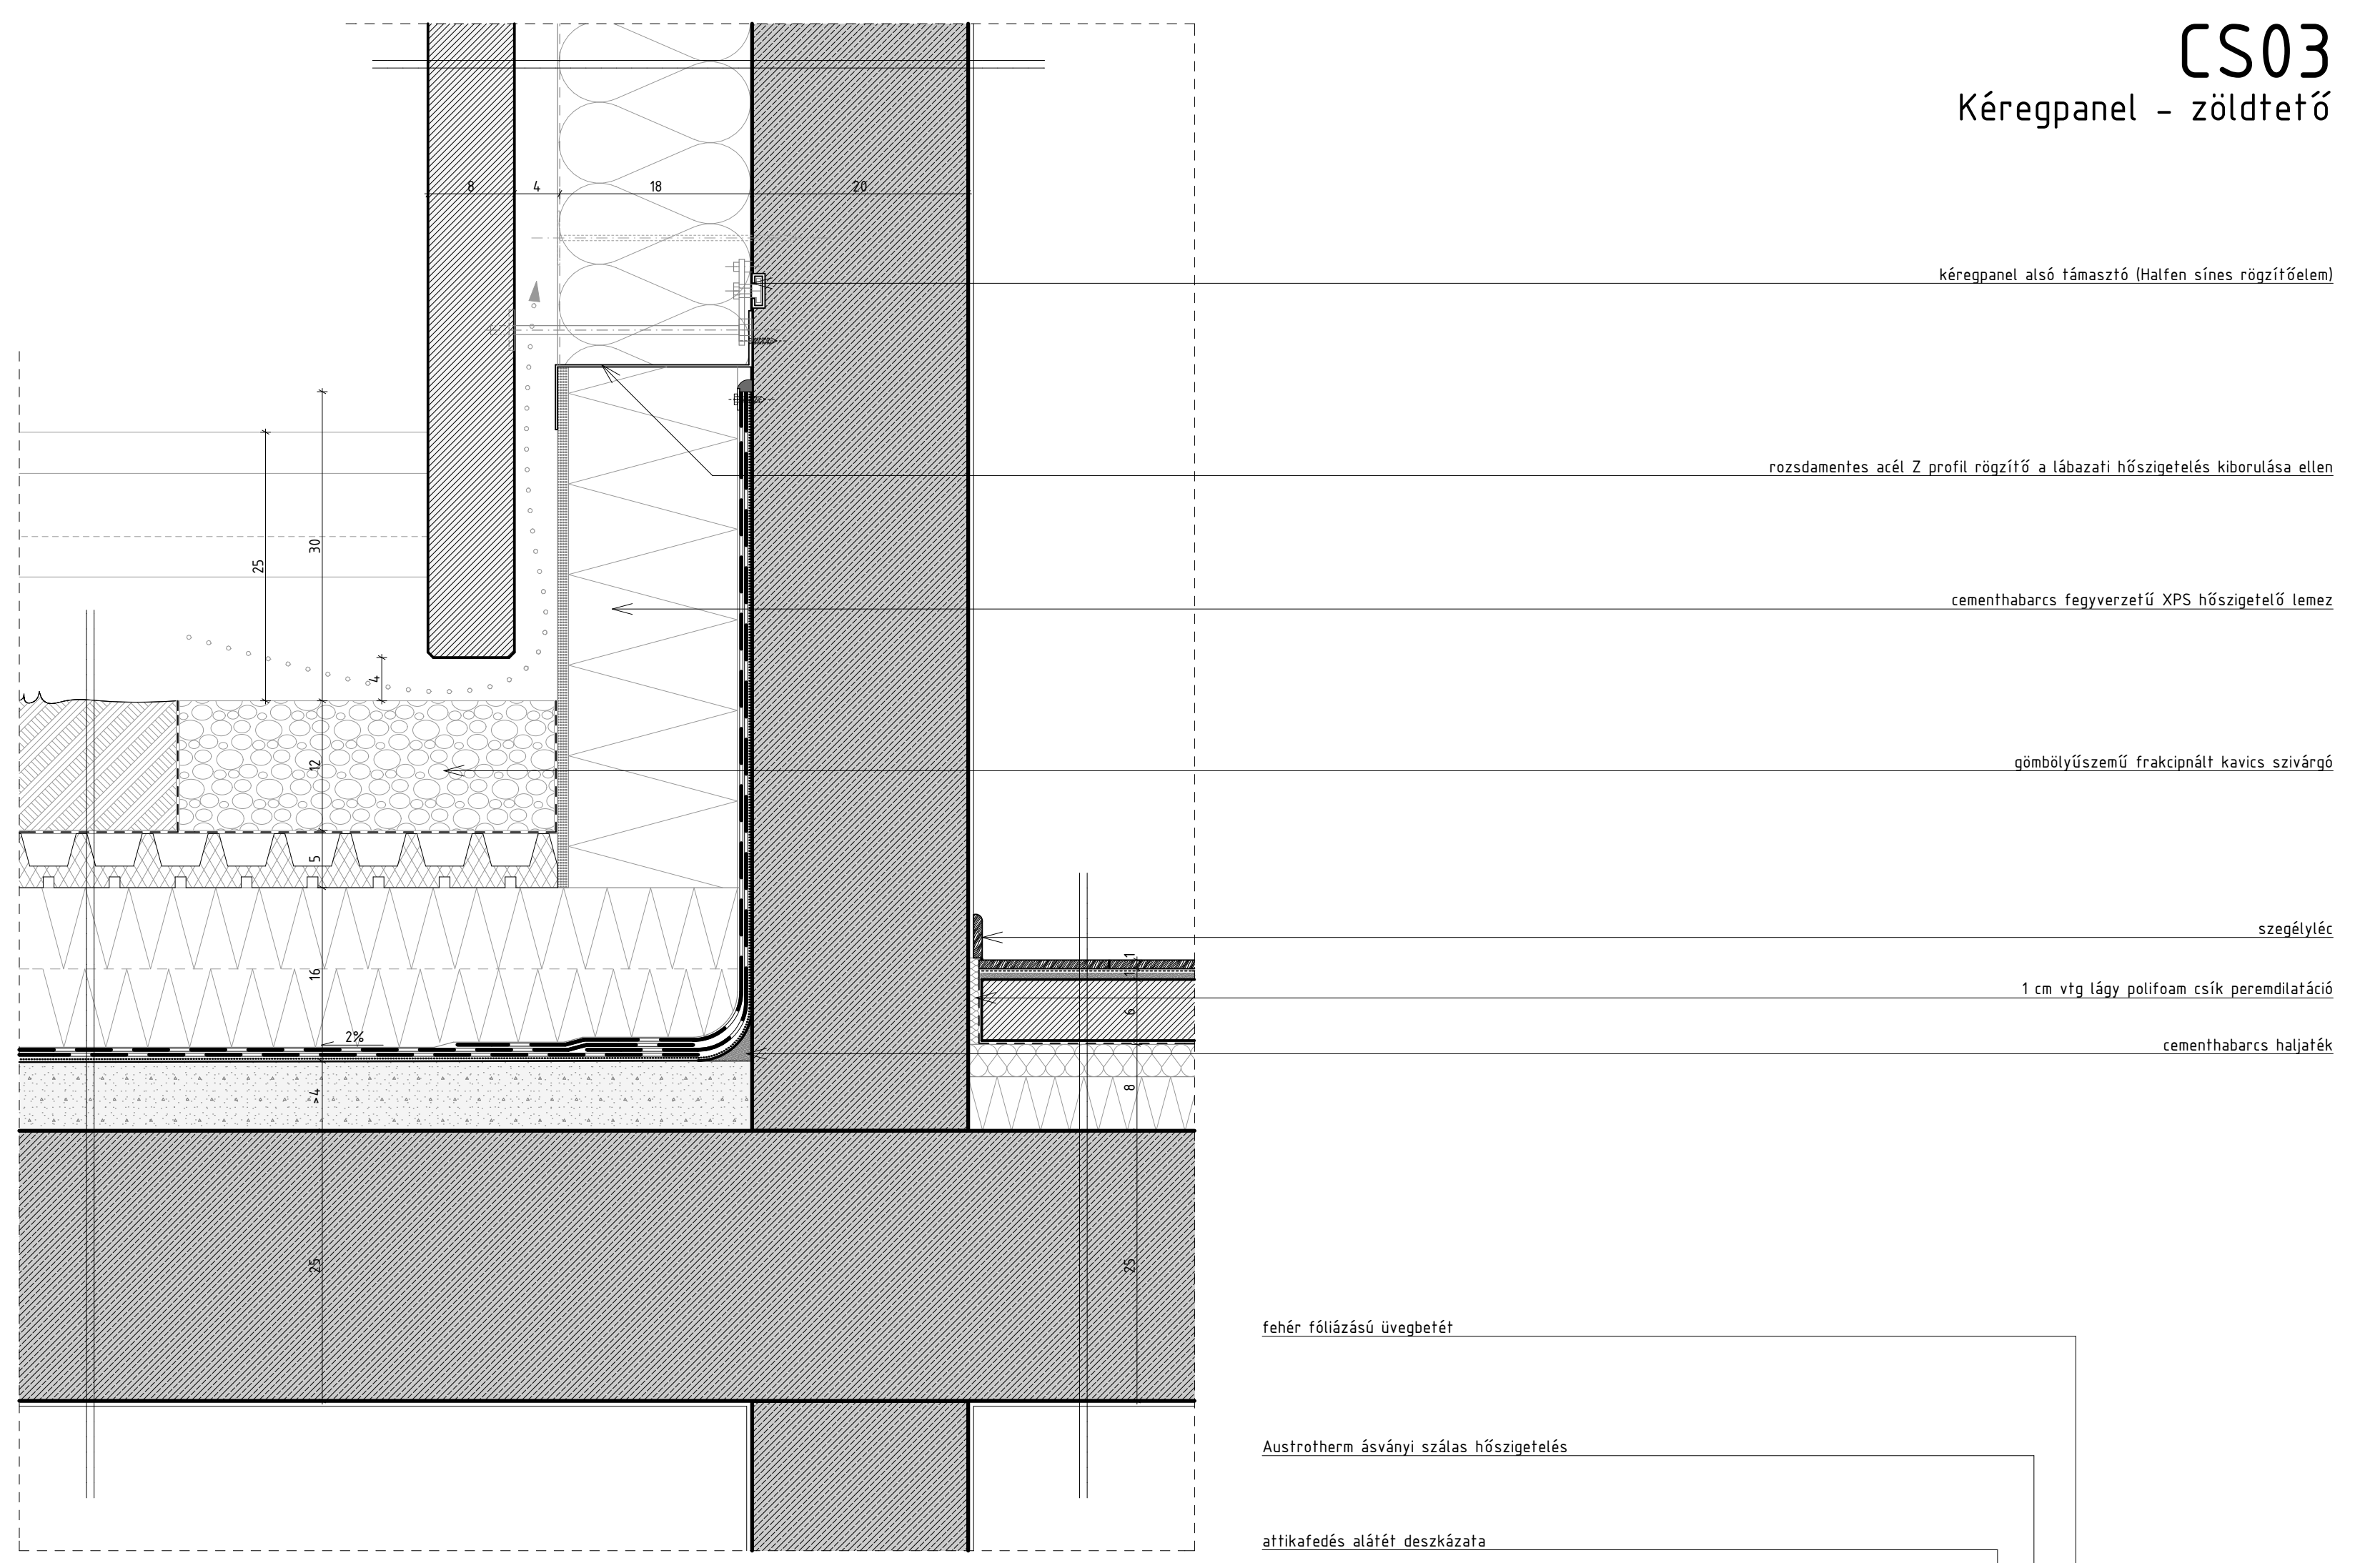 CS03
Kéregpanel - zöldtető
8 4 18 20
kéregpanel alsó támasztó (Halfen sínes rögzítőelem)
rozsdamentes acél Z profil rögzítő a lábazati hőszigetelés kiborulása ellen
25
30
cementhabarcs fegyverzetű XPS hőszigetelő lemez
4
12
gömbölyűszemű frakcipnált kavics szivárgó
5
szegélyléc
1
16
1
1 cm vtg lágy polifoam csík peremdilatáció
6
2%
cementhabarcs haljaték
>4
8
25
25
fehér fóliázású üvegbetét
Austrotherm ásványi szálas hőszigetelés
attikafedés alátét deszkázata